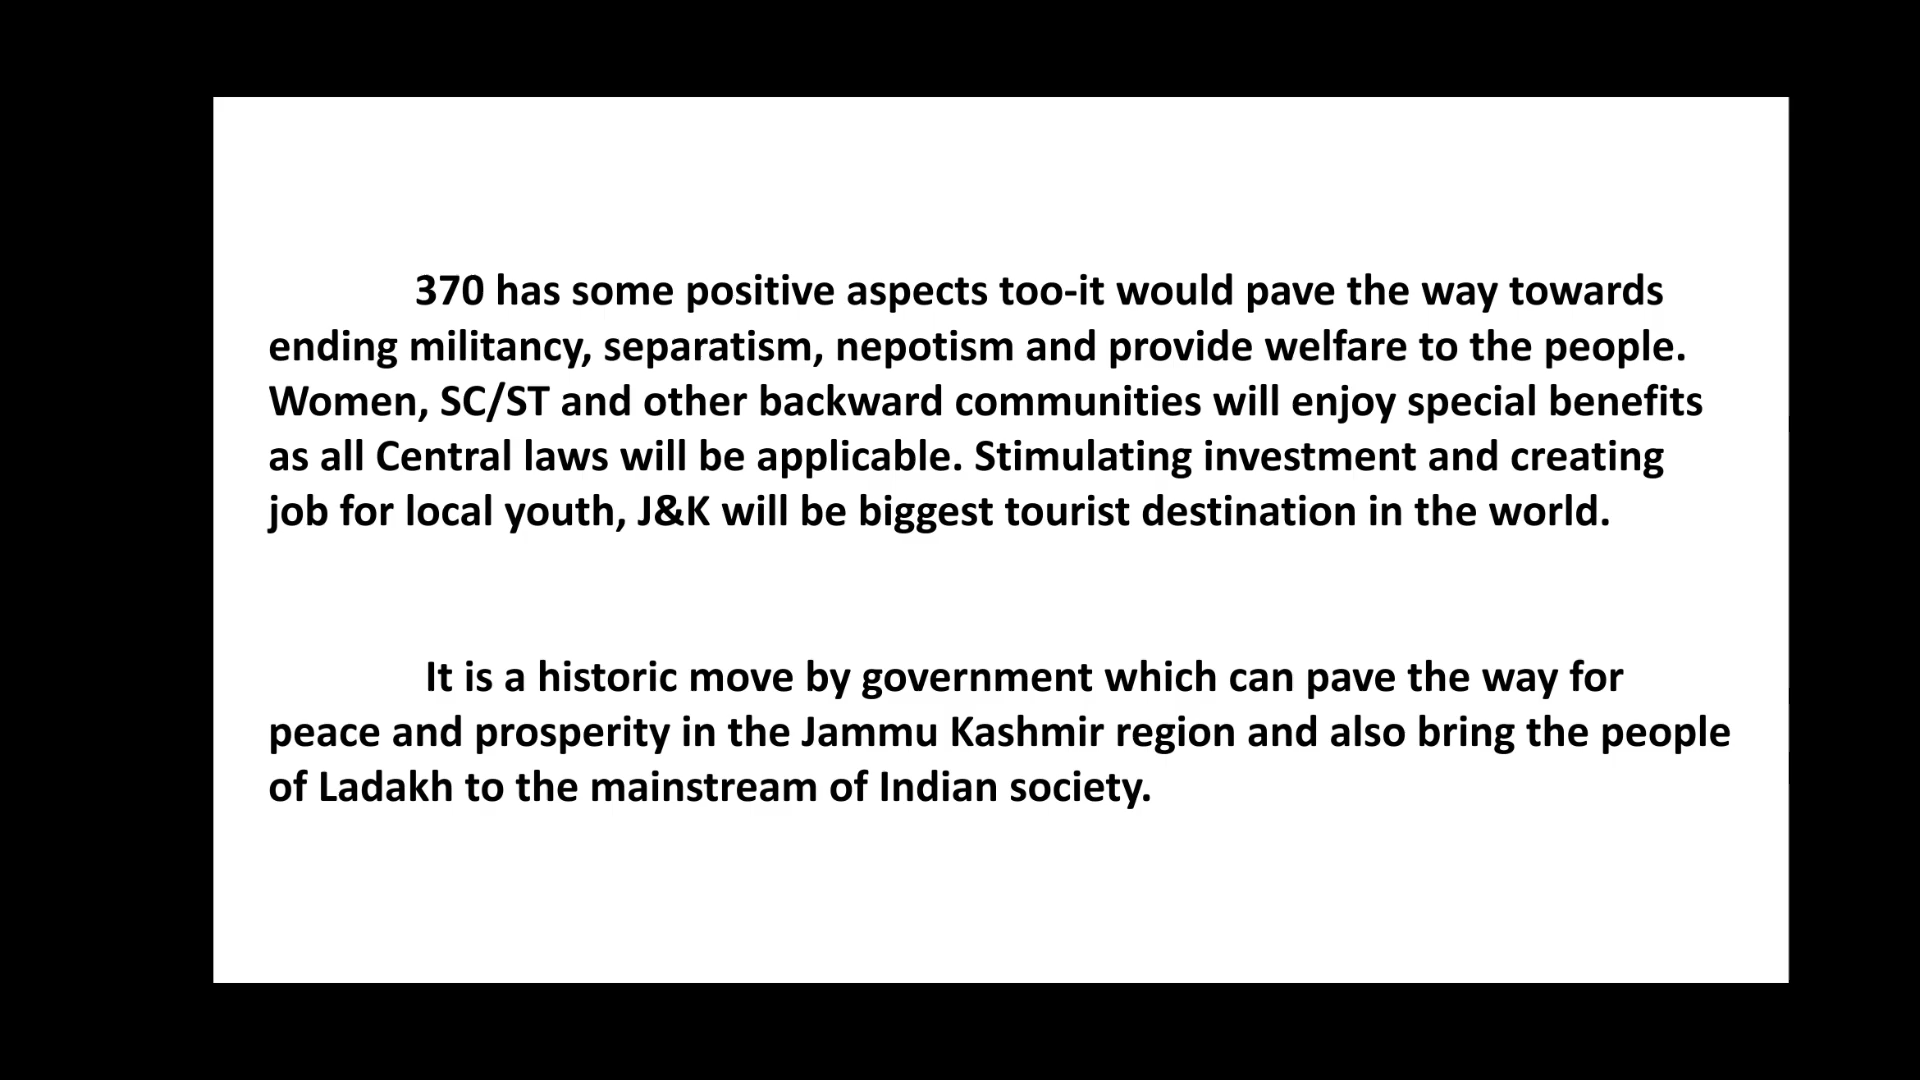 370 has some positive aspects too-it would pave the way towards
ending militancy, separatism, nepotism and provide welfare to the people.
Women, SC/ST and other backward communities will enjoy special benefits
as all Central laws will be applicable. Stimulating investment and creating
job for local youth, J&K will be biggest tourist destination in the world.
It is a historic move by government which can pave the way for
peace and prosperity in the Jammu Kashmir region and also bring the people
of Ladakh to the mainstream of Indian society.